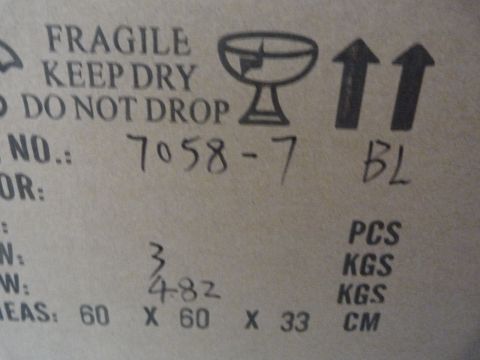 FRAGILE
KEEP DRY
DO NOT DROP
NO.: 7058-7 BL
OR:
: PCS
N: 3 KGS
W: 4.82 KGS
EAS: 60 X 60 X 33 CM